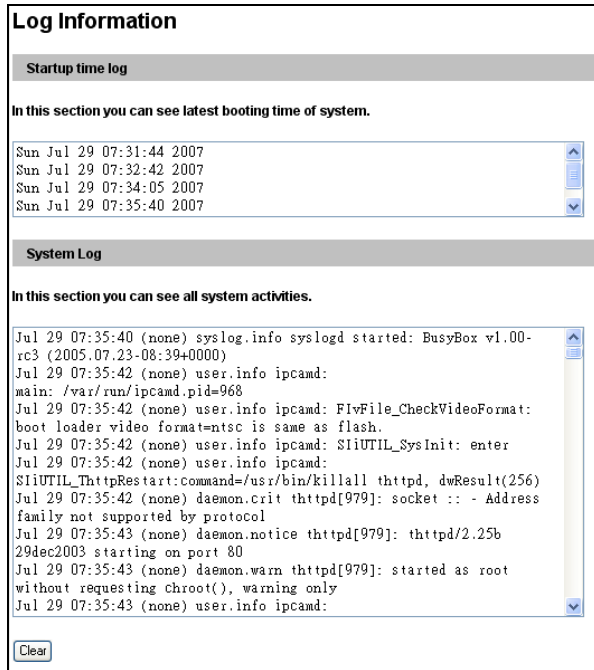 Log Information
Startup time log
In this section you can see latest booting time of system.
Sun Jul 29 07:31:44 2007
Sun Jul 29 07:32:42 2007
Sun Jul 29 07:34:05 2007
Sun Jul 29 07:35:40 2007
System Log
In this section you can see all system activities.
Jul 29 07:35:40 (none) syslog.info syslogd started: BusyBox v1.00-
rc3 (2005.07.23-08:39+0000)
Jul 29 07:35:42 (none) user.info ipcamd:
main: /var/run/ipcamd.pid=968
Jul 29 07:35:42 (none) user.info ipcamd: FIvFile_CheckVideoFormat:
boot loader video format=ntsc is same as flash.
Jul 29 07:35:42 (none) user.info ipcamd: SIiUTIL_SysInit: enter
Jul 29 07:35:42 (none) user.info ipcamd:
SIiUTIL_ThttpRestart:command=/usr/bin/killall thttpd, dwResult(256)
Jul 29 07:35:42 (none) daemon.crit thttpd[979]: socket :: - Address
family not supported by protocol
Jul 29 07:35:43 (none) daemon.notice thttpd[979]: thttpd/2.25b
29dec2003 starting on port 80
Jul 29 07:35:43 (none) daemon.warn thttpd[979]: started as root
without requesting chroot(), warning only
Jul 29 07:35:43 (none) user.info ipcamd:
Clear